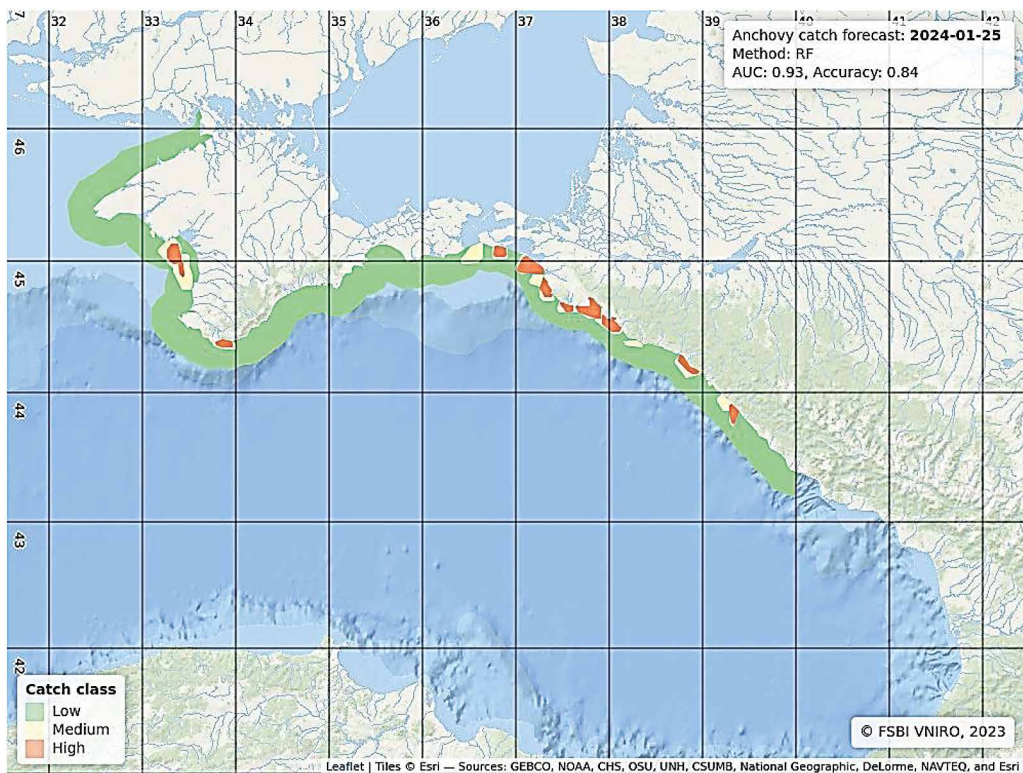 7
32
33
34
35
36
37
38
39
40
41
42
Anchovy catch forecast: 2024-01-25
Method: RF
AUC: 0.93, Accuracy: 0.84
46
45
44
43
42
Catch class
Low
Medium
High
© FSBI VNIRO, 2023
Leaflet | Tiles © Esri — Sources: GEBCO, NOAA, CHS, OSU, UNH, CSUMB, National Geographic, DeLorme, NAVTEQ, and Esri